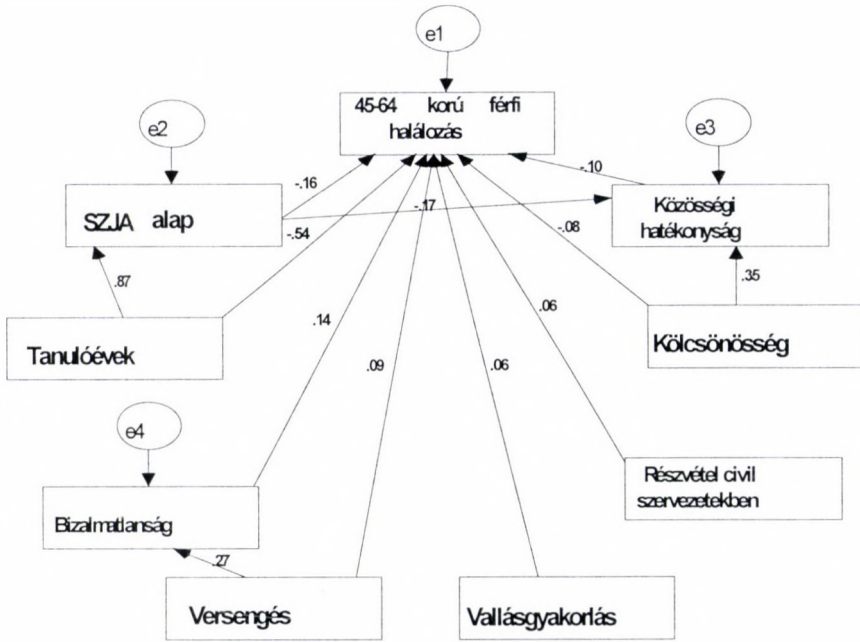 e1
45-64 korú férfi
halálozás
e2
e3
-.16
-.10
SZJA alap
-.17
Közösségi
hatékonyság
-.54
-.08
.87
.35
.14
.06
Tanulóévek
Kölcsönösség
.09
.06
e4
Részvétel civil
szervezetekben
Bizalmatlanság
.27
Versengés
Vallásgyakorlás